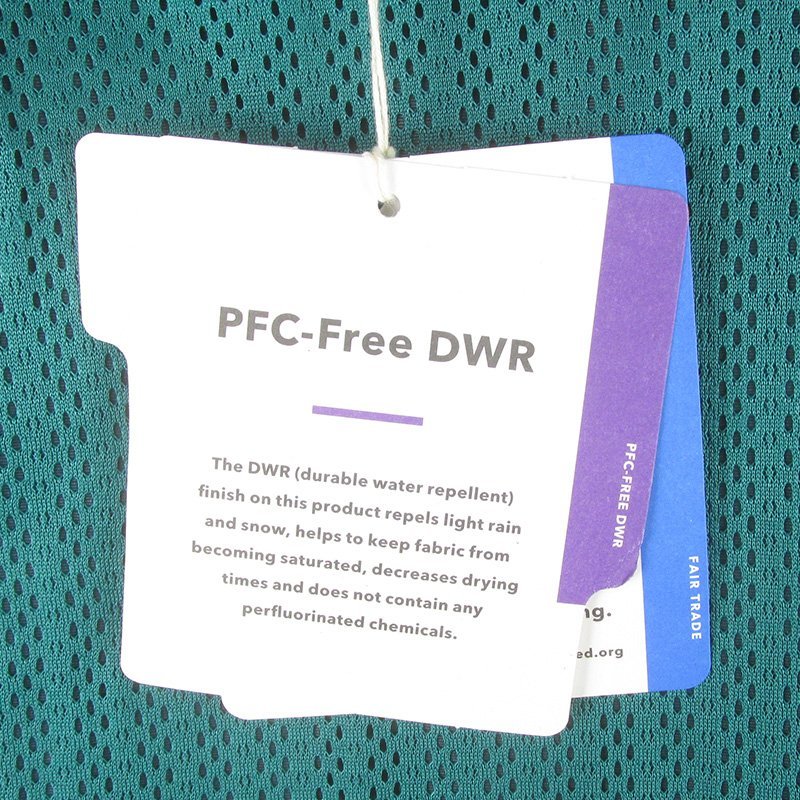 PFC-Free DWR
The DWR (durable water repellent)
finish on this product repels light rain
and snow, helps to keep fabric from
becoming saturated, decreases drying
times and does not contain any
perfluorinated chemicals.
PFC-FREE DWR
FAIR TRADE
ng.
ed.org